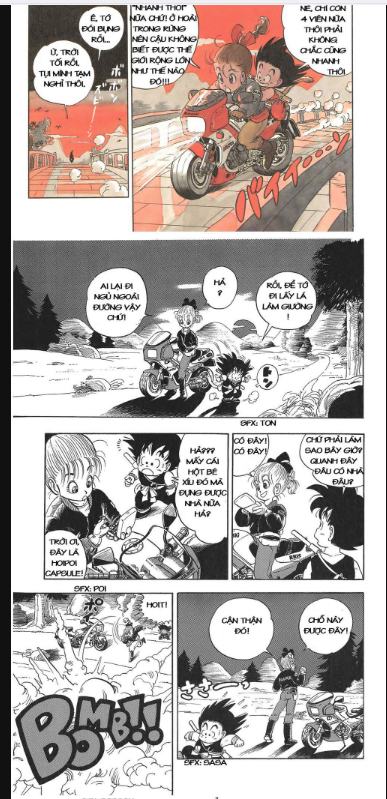 NÈ, CHỈ CÒN
4 VIÊN NỮA
THÔI PHẢI
KHÔNG
CHẮC CŨNG
NHANH
THÔI
"NHANH THÔI"
NỮA CHỨ! Ở HOÀI
TRONG RỪNG
NÊN CẬU KHÔNG
BIẾT ĐƯỢC THẾ
GIỚI RỘNG LỚN
NHƯ THẾ NÀO
ĐÓ!!!
Ê, TỚ
ĐÓI BỤNG
RỒI...
Ừ, TRỜI
TỐI RỒI,
TỤI MÌNH TẠM
NGHỈ THÔI.
RỒI, ĐỂ TỚ
ĐI LẤY LÁ
LÀM GIƯỜNG
!
HẢ
?
AI LẠI ĐI
NGỦ NGOÀI
ĐƯỜNG VẬY
CHỨ!
SFX: TON
CHỨ PHẢI LÀM
SAO BÂY GIỜ?
QUANH ĐÂY
ĐÂU CÓ NHÀ
ĐÂU?
CÓ ĐÂY!
CÓ ĐÂY!
HẢ???
MẤY CÁI
HỘT BÉ
XÍU ĐÓ MÀ
ĐỰNG ĐƯỢC
NHÀ NỮA
HẢ?
TRỜI ƠI,
ĐÂY LÀ
HOIPOI
CAPSULE!
CHỖ NÀY
ĐƯỢC ĐÂY!
CẨN THẬN
ĐÓ!
SFX: SASA
SFX: POI
HOIT!
BOMB!!